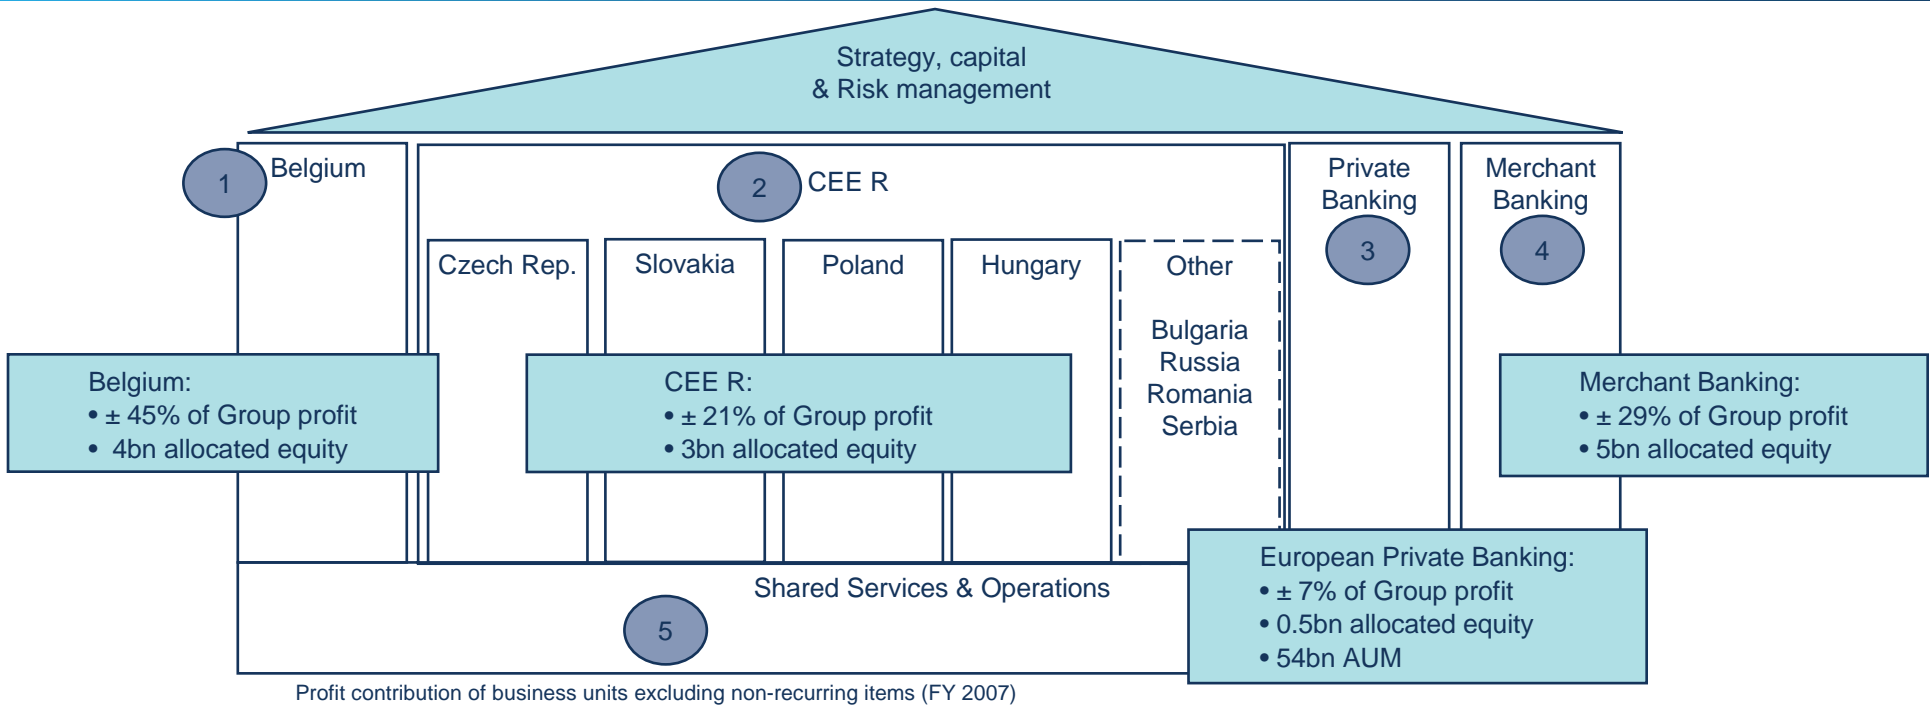 Strategy, capital
& Risk management
1
Belgium
2
CEE R
Private
Banking
3
Merchant
Banking
4
Czech Rep.
Slovakia
Poland
Hungary
Other
Bulgaria
Russia
Romania
Serbia
Belgium:
• ± 45% of Group profit
• 4bn allocated equity
CEE R:
• ± 21% of Group profit
• 3bn allocated equity
Merchant Banking:
• ± 29% of Group profit
• 5bn allocated equity
European Private Banking:
• ± 7% of Group profit
• 0.5bn allocated equity
• 54bn AUM
Shared Services & Operations
5
Profit contribution of business units excluding non-recurring items (FY 2007)